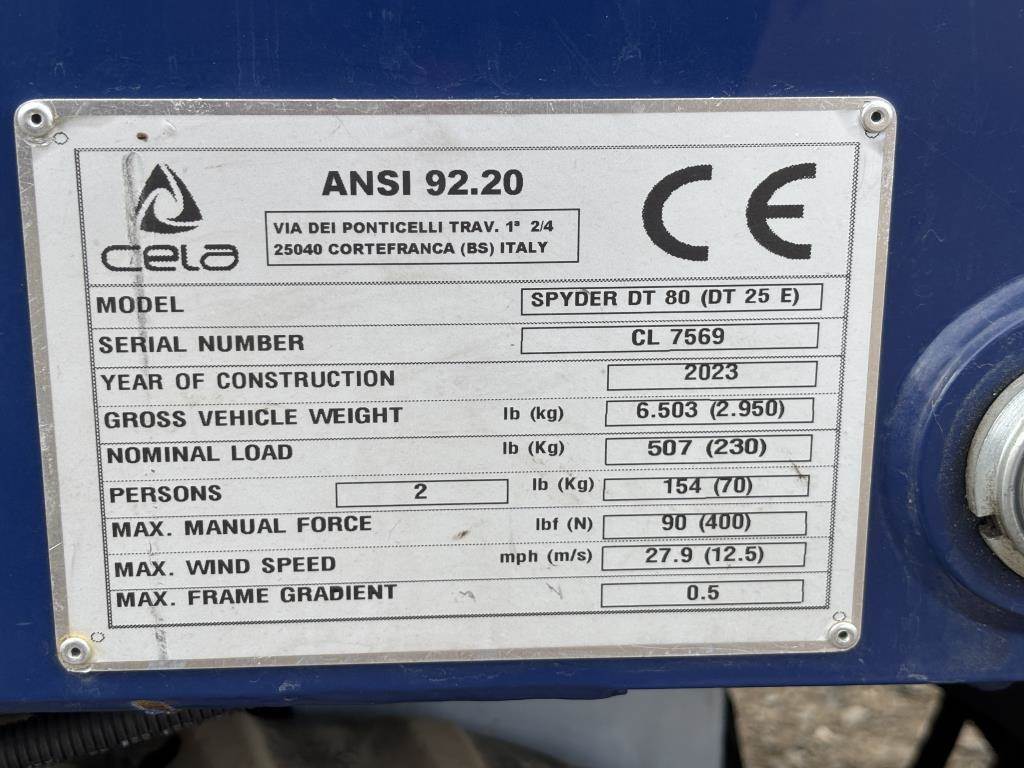 cela
ANSI 92.20
VIA DEI PONTICELLI TRAV. 1ª 2/4
25040 CORTEFRANCA (BS) ITALY
CE
MODEL SPYDER DT 80 (DT 25 E)
SERIAL NUMBER CL 7569
YEAR OF CONSTRUCTION 2023
GROSS VEHICLE WEIGHT lb (kg) 6.503 (2.950)
NOMINAL LOAD lb (Kg) 507 (230)
PERSONS 2 lb (Kg) 154 (70)
MAX. MANUAL FORCE lbf (N) 90 (400)
MAX. WIND SPEED mph (m/s) 27.9 (12.5)
MAX. FRAME GRADIENT 0.5